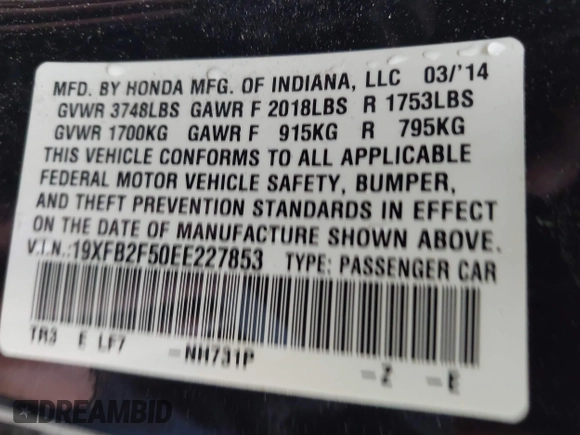 MFD. BY HONDA MFG. OF INDIANA, LLC 03/'14
GVWR 3748LBS GAWR F 2018LBS R 1753LBS
GVWR 1700KG GAWR F 915KG R 795KG
THIS VEHICLE CONFORMS TO ALL APPLICABLE
FEDERAL MOTOR VEHICLE SAFETY, BUMPER,
AND THEFT PREVENTION STANDARDS IN EFFECT
ON THE DATE OF MANUFACTURE SHOWN ABOVE.
V.I.N.:19XFB2F50EE227853 TYPE: PASSENGER CAR
TR3 E LF7 –NH731P –Z –E
DREAMBID